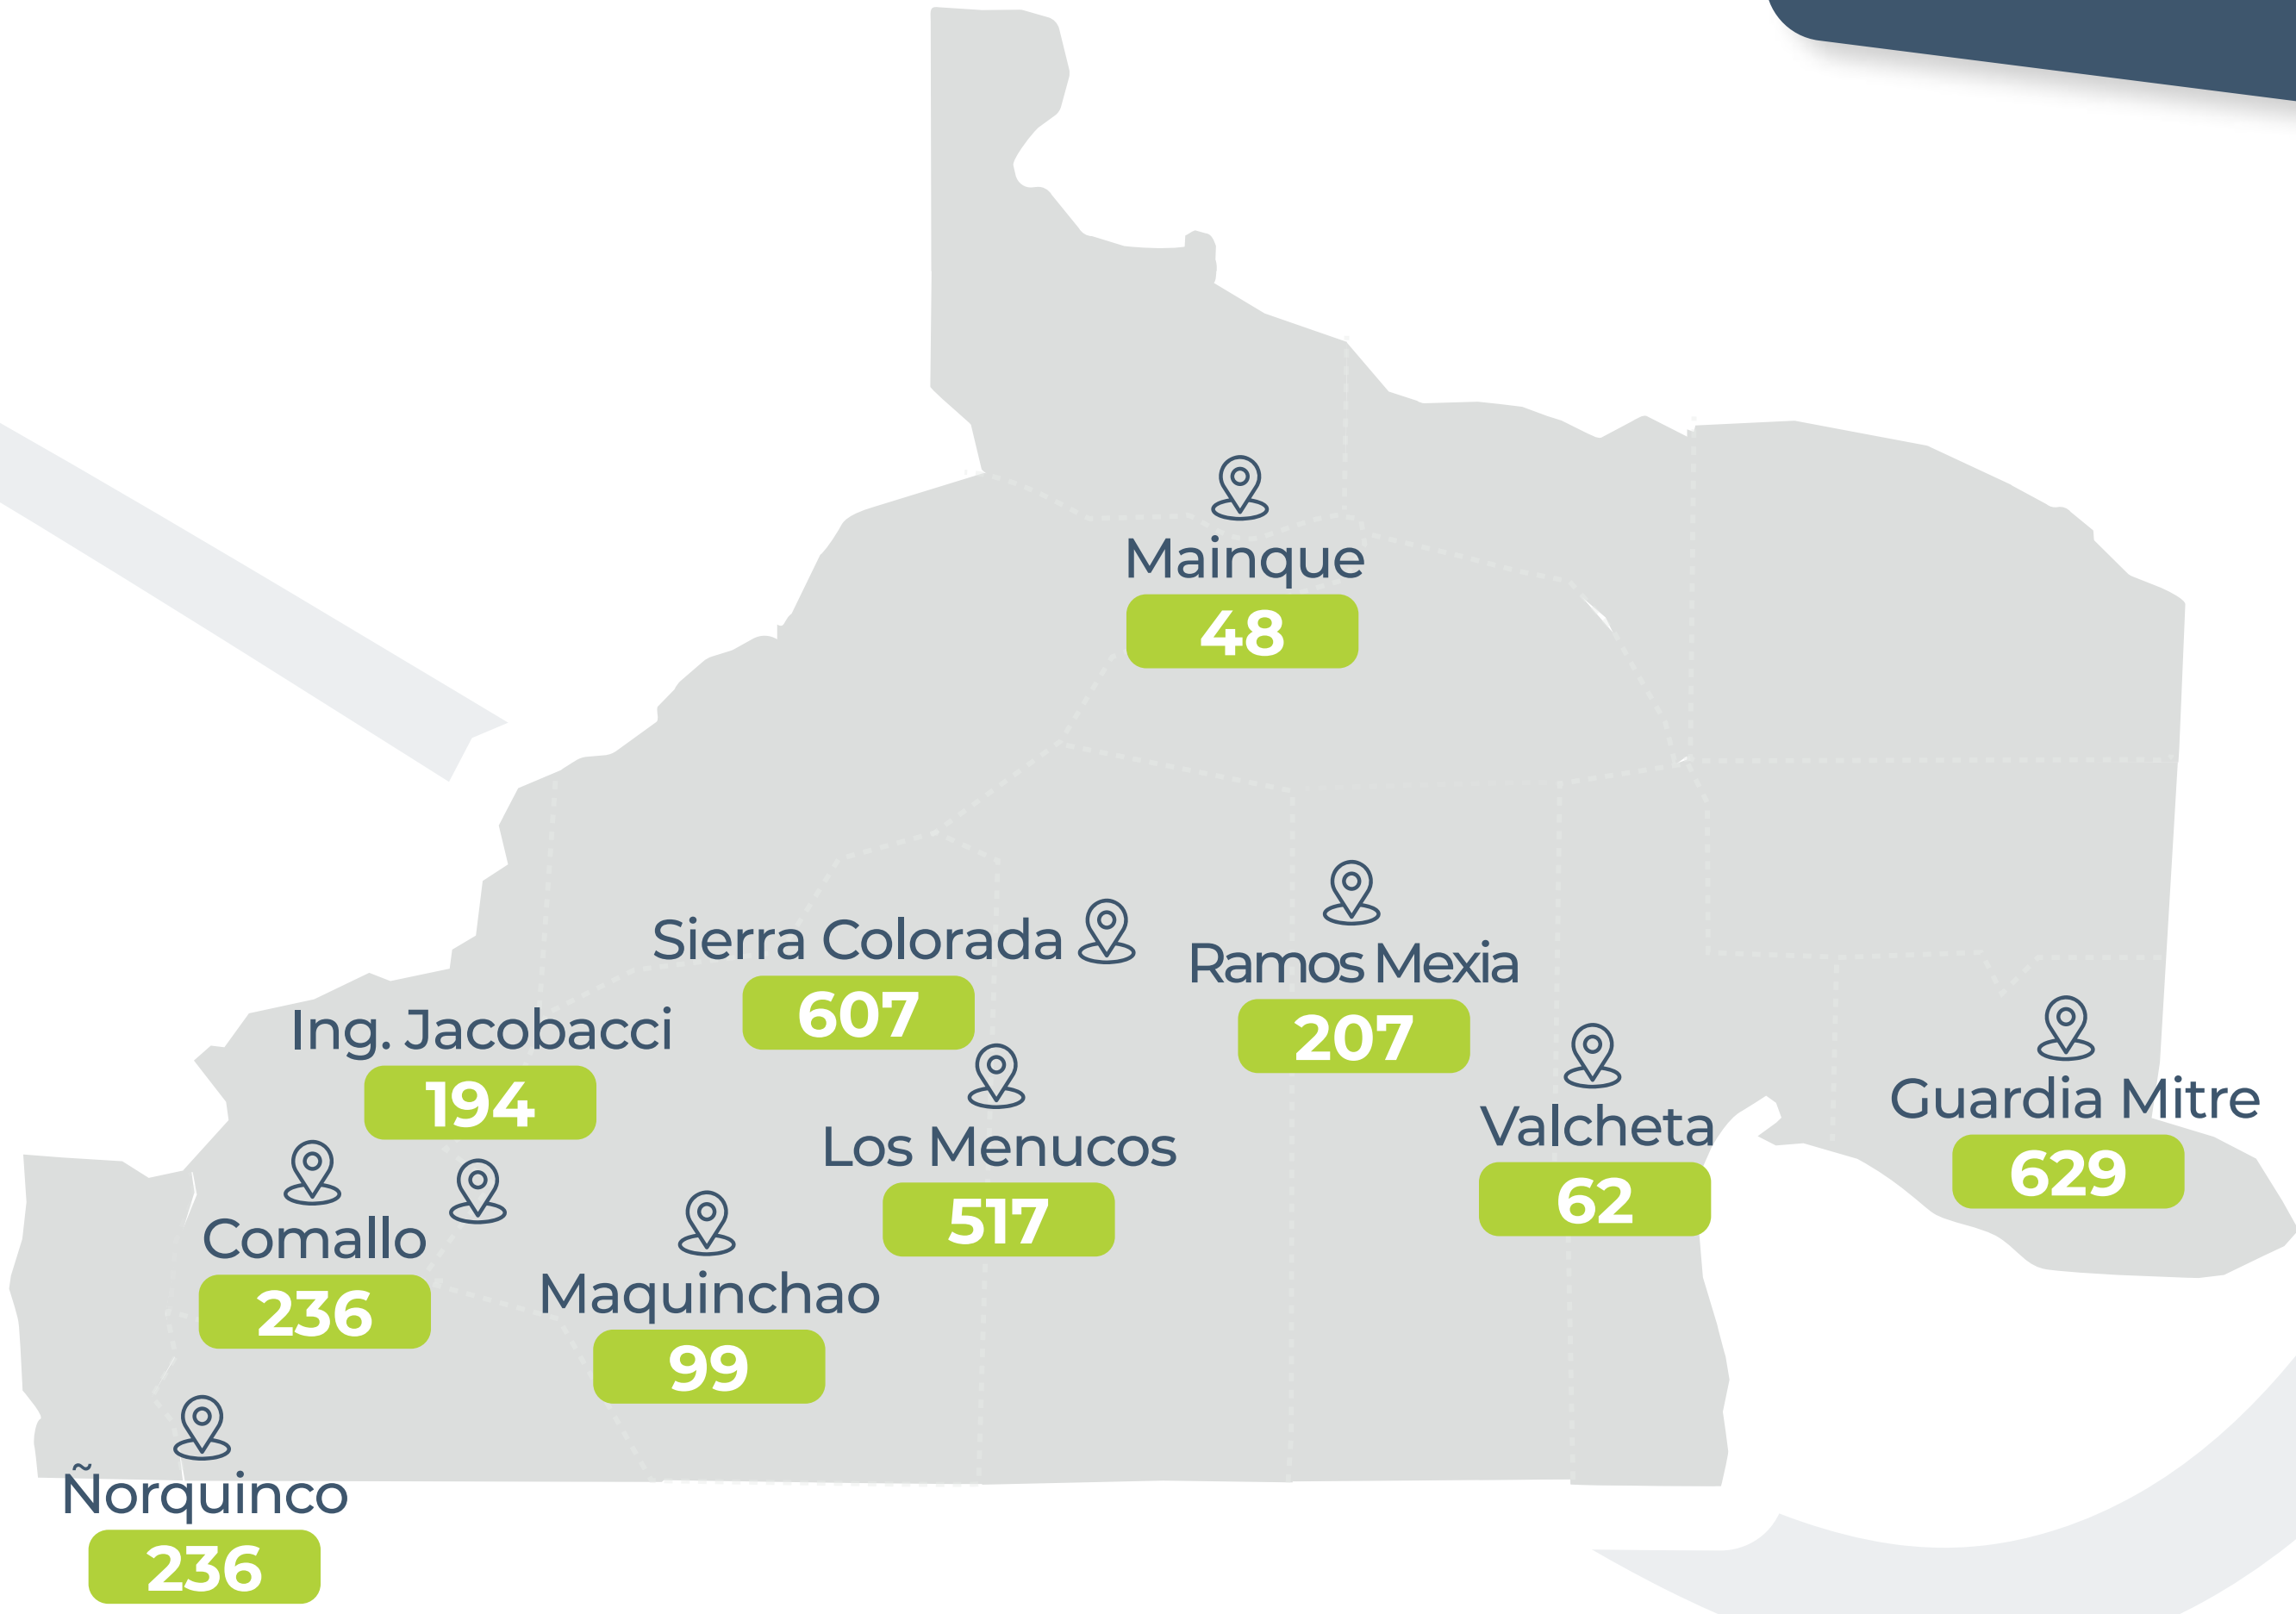 Mainque
48
Sierra Colorada
607
Ramos Mexia
207
Ing. Jacobacci
194
Los Menucos
517
Valcheta
62
Guardia Mitre
629
Comallo
236
Maquinchao
99
Ñorquinco
236